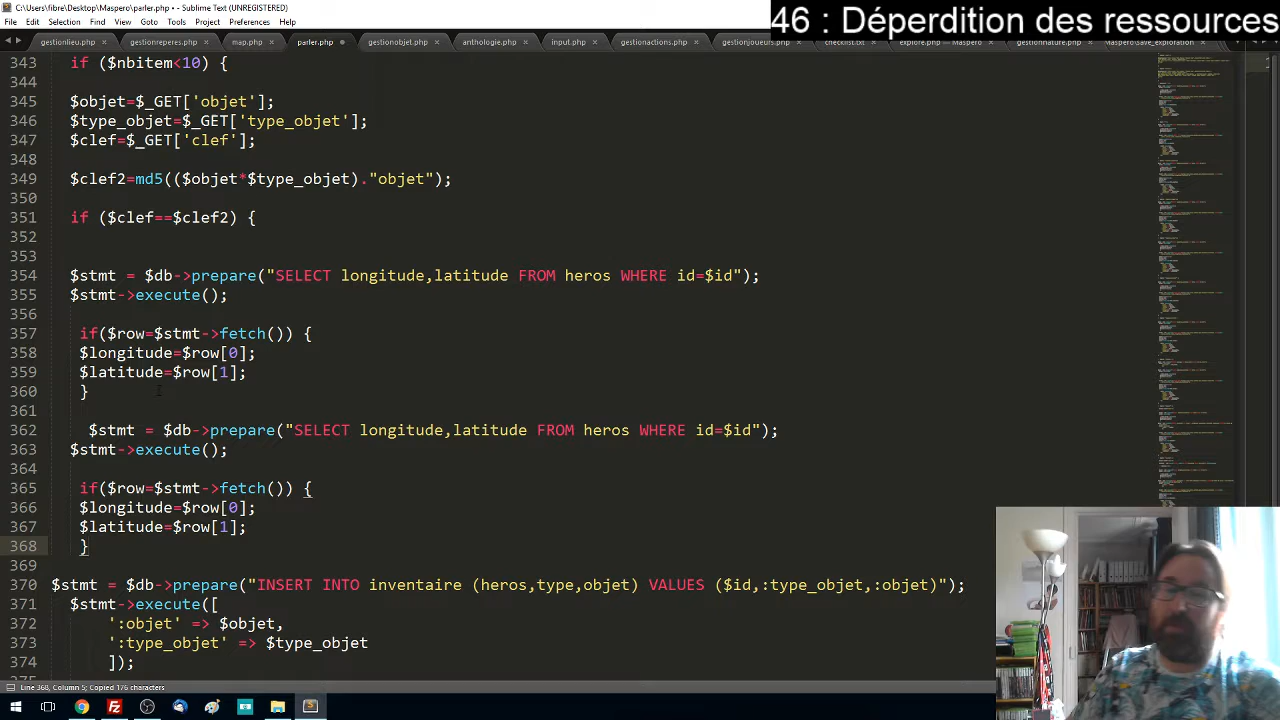 C:\Users\fibre\Desktop\Maspero\parler.php • - Sublime Text (UNREGISTERED)
46 : Déperdition des ressources
File Edit Selection Find View Goto Tools Project Preferences Help
gestionlieu.php × gestionreperes.php × map.php × parler.php • gestionobjet.php × anthologie.php × input.php × gestionactions.php × gestionjoueurs.php × checklist.txt × explore.php — Maspero × gestionnature.php × Maspero\save_exploration ×
343 if ($nbitem<10) {
344
345 $objet=$_GET['objet'];
346 $type_objet=$_GET['type_objet'];
347 $clef=$_GET['clef'];
348
349 $clef2=md5(($objet*$type_objet)."objet");
350
351 if ($clef==$clef2) {
352
353
354 $stmt = $db->prepare("SELECT longitude,latitude FROM heros WHERE id=$id");
355 $stmt->execute();
356
357 if($row=$stmt->fetch()) {
358 $longitude=$row[0];
359 $latitude=$row[1];
360 }
361
362 $stmt = $db->prepare("SELECT longitude,latitude FROM heros WHERE id=$id");
363 $stmt->execute();
364
365 if($row=$stmt->fetch()) {
366 $longitude=$row[0];
367 $latitude=$row[1];
368 }
369
370 $stmt = $db->prepare("INSERT INTO inventaire (heros,type,objet) VALUES ($id,:type_objet,:objet)");
371 $stmt->execute([
372 ':objet' => $objet,
373 ':type_objet' => $type_objet
374 ]);
Line 368, Column 5; Copied 176 characters